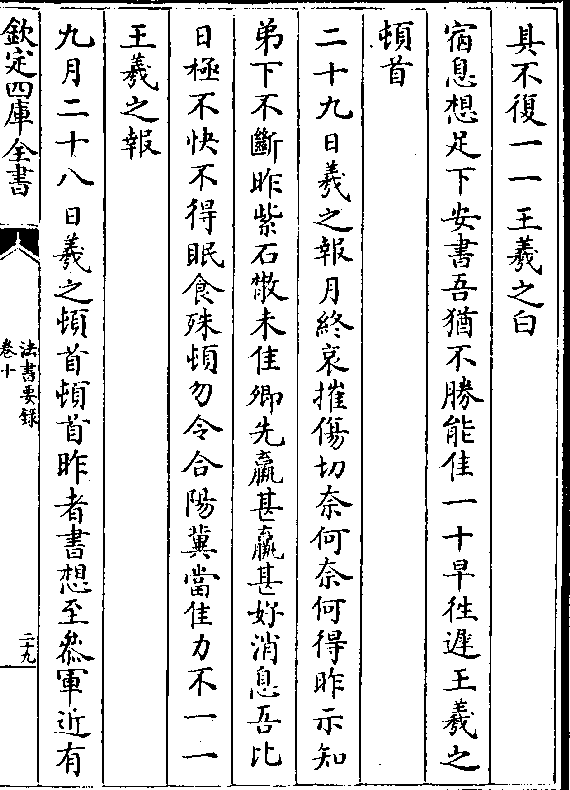 具不復一一王羲之白
宿息想足下安書吾猶不勝能佳一十早徃遲王羲之
頓首
二十九日羲之報月終哀摧傷切奈何奈何得昨示知
弟下不斷昨紫石散未佳卿先羸甚羸甚好消息吾比
日極不快不得眠食殊頓勿令合陽冀當佳力不一一
王羲之報
九月二十八日羲之頓首頓首昨者書想至叅軍近有
欽定四庫全書
法書要錄
卷十
二十九